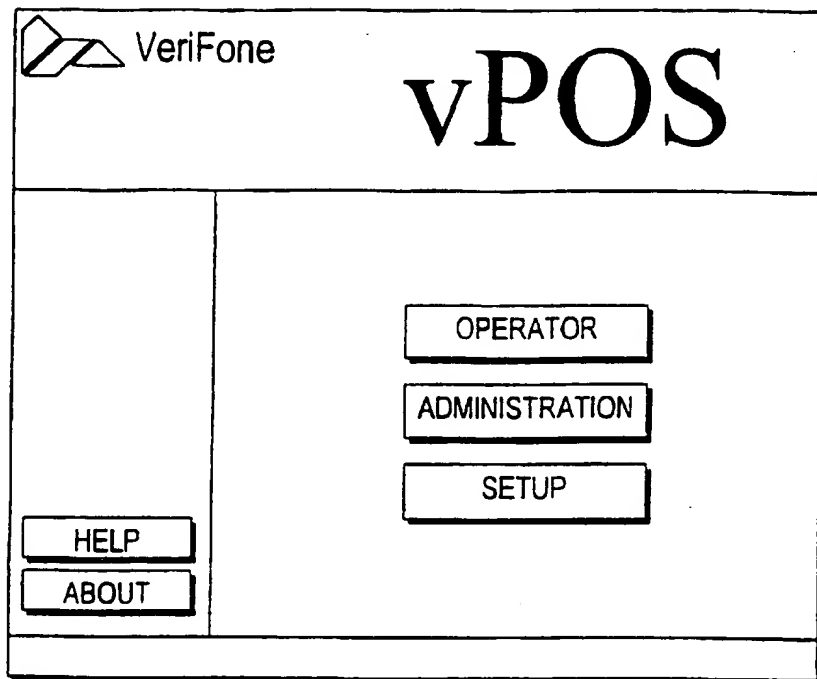 VeriFone
vPOS
OPERATOR
ADMINISTRATION
SETUP
HELP
ABOUT